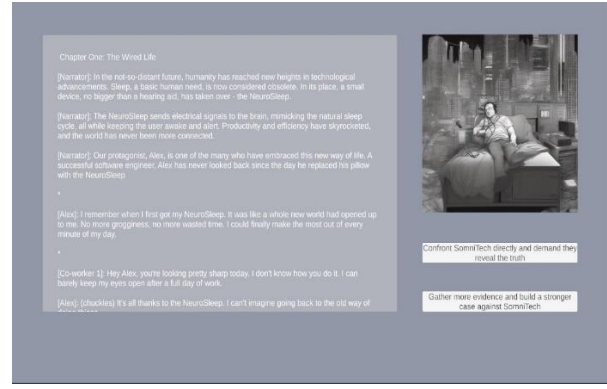 Chapter One: The Wired Life
[Narrator]: In the not-so-distant future, humanity has reached new heights in technological
advancements. Sleep, a basic human need, is now considered obsolete. In its place, a small
device, no bigger than a hearing aid, has taken over - the NeuroSleep.
[Narrator]: The NeuroSleep sends electrical signals to the brain, mimicking the natural sleep
cycle, all while keeping the user awake and alert. Productivity and efficiency have skyrocketed,
and the world has never been more connected.
[Narrator]: Our protagonist, Alex, is one of the many who have embraced this new way of life. A
successful software engineer, Alex has never looked back since the day he replaced his pillow
with the NeuroSleep.
*
[Alex]: I remember when I first got my NeuroSleep. It was like a whole new world had opened up
to me. No more grogginess, no more wasted time. I could finally make the most out of every
minute of my day.
*
[Co-worker 1]: Hey Alex, you're looking pretty sharp today. I don't know how you do it. I can
barely keep my eyes open after a full day of work.
[Alex]: (chuckles) It's all thanks to the NeuroSleep. I can't imagine going back to the old way of
Confront SomniTech directly and demand they
reveal the truth
Gather more evidence and build a stronger
case against SomniTech